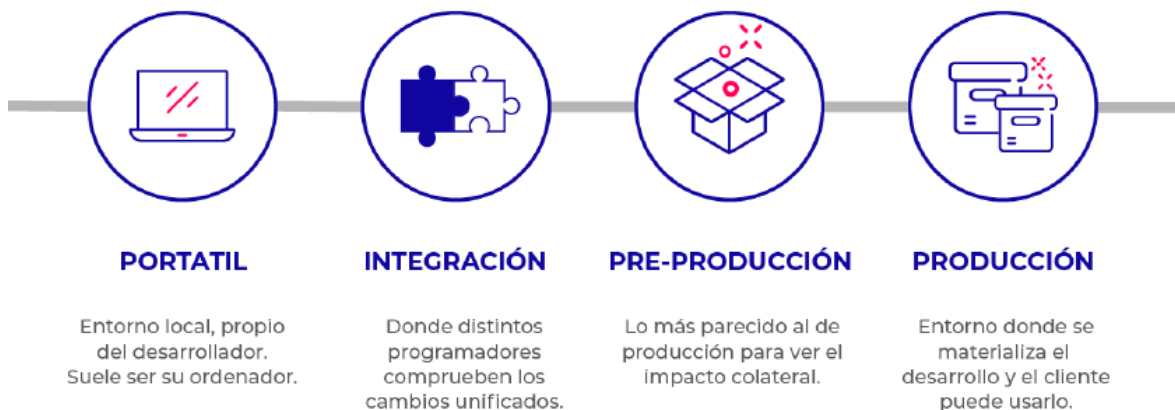 PORTATIL
Entorno local, propio
del desarrollador.
Suele ser su ordenador.
INTEGRACIÓN
Donde distintos
programadores
comprueben los
cambios unificados.
PRE-PRODUCCIÓN
Lo más parecido al de
producción para ver el
impacto colateral.
PRODUCCIÓN
Entorno donde se
materializa el
desarrollo y el cliente
puede usarlo.